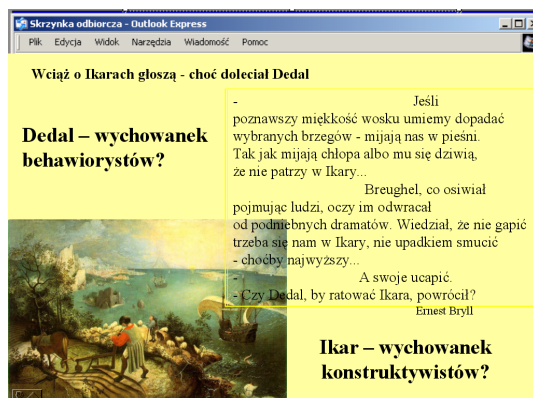 Skrzynka odbiorcza - Outlook Express
Plik Edycja Widok Narzędzia Wiadomość Pomoc
Wciąż o Ikarach głoszą - choć doleciał Dedal
Dedal – wychowanek
behawiorystów?
- Jeśli
poznawszy miękkość wosku umiemy dopadać
wybranych brzegów - mijają nas w pieśni.
Tak jak mijają chłopa albo mu się dziwią,
że nie patrzy w Ikary...
Breughel, co osiwiał
pojmując ludzi, oczy im odwracał
od podniebnych dramatów. Wiedział, że nie gapić
trzeba się nam w Ikary, nie upadkiem smucić
- choćby najwyższy...
- A swoje ucapić.
- Czy Dedal, by ratować Ikara, powrócił?
Ernest Bryll
Ikar – wychowanek
konstruktywistów?